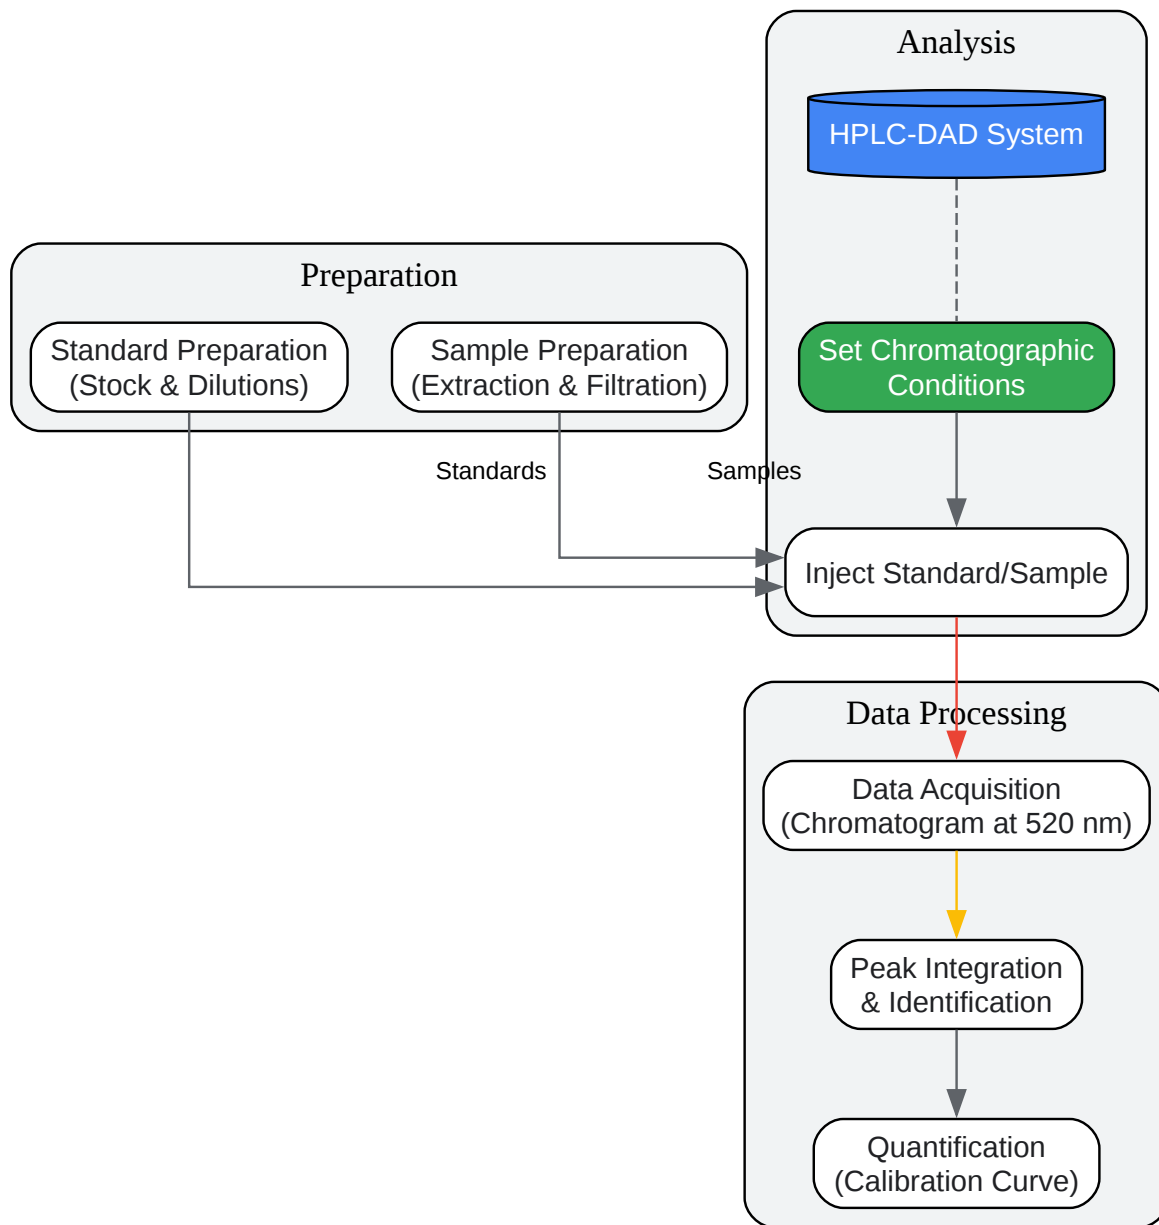 Analysis
HPLC-DAD System
Preparation
Standard Preparation
(Stock & Dilutions)
Sample Preparation
(Extraction & Filtration)
Set Chromatographic
Conditions
Standards
Samples
Inject Standard/Sample
Data Processing
Data Acquisition
(Chromatogram at 520 nm)
Peak Integration
& Identification
Quantification
(Calibration Curve)